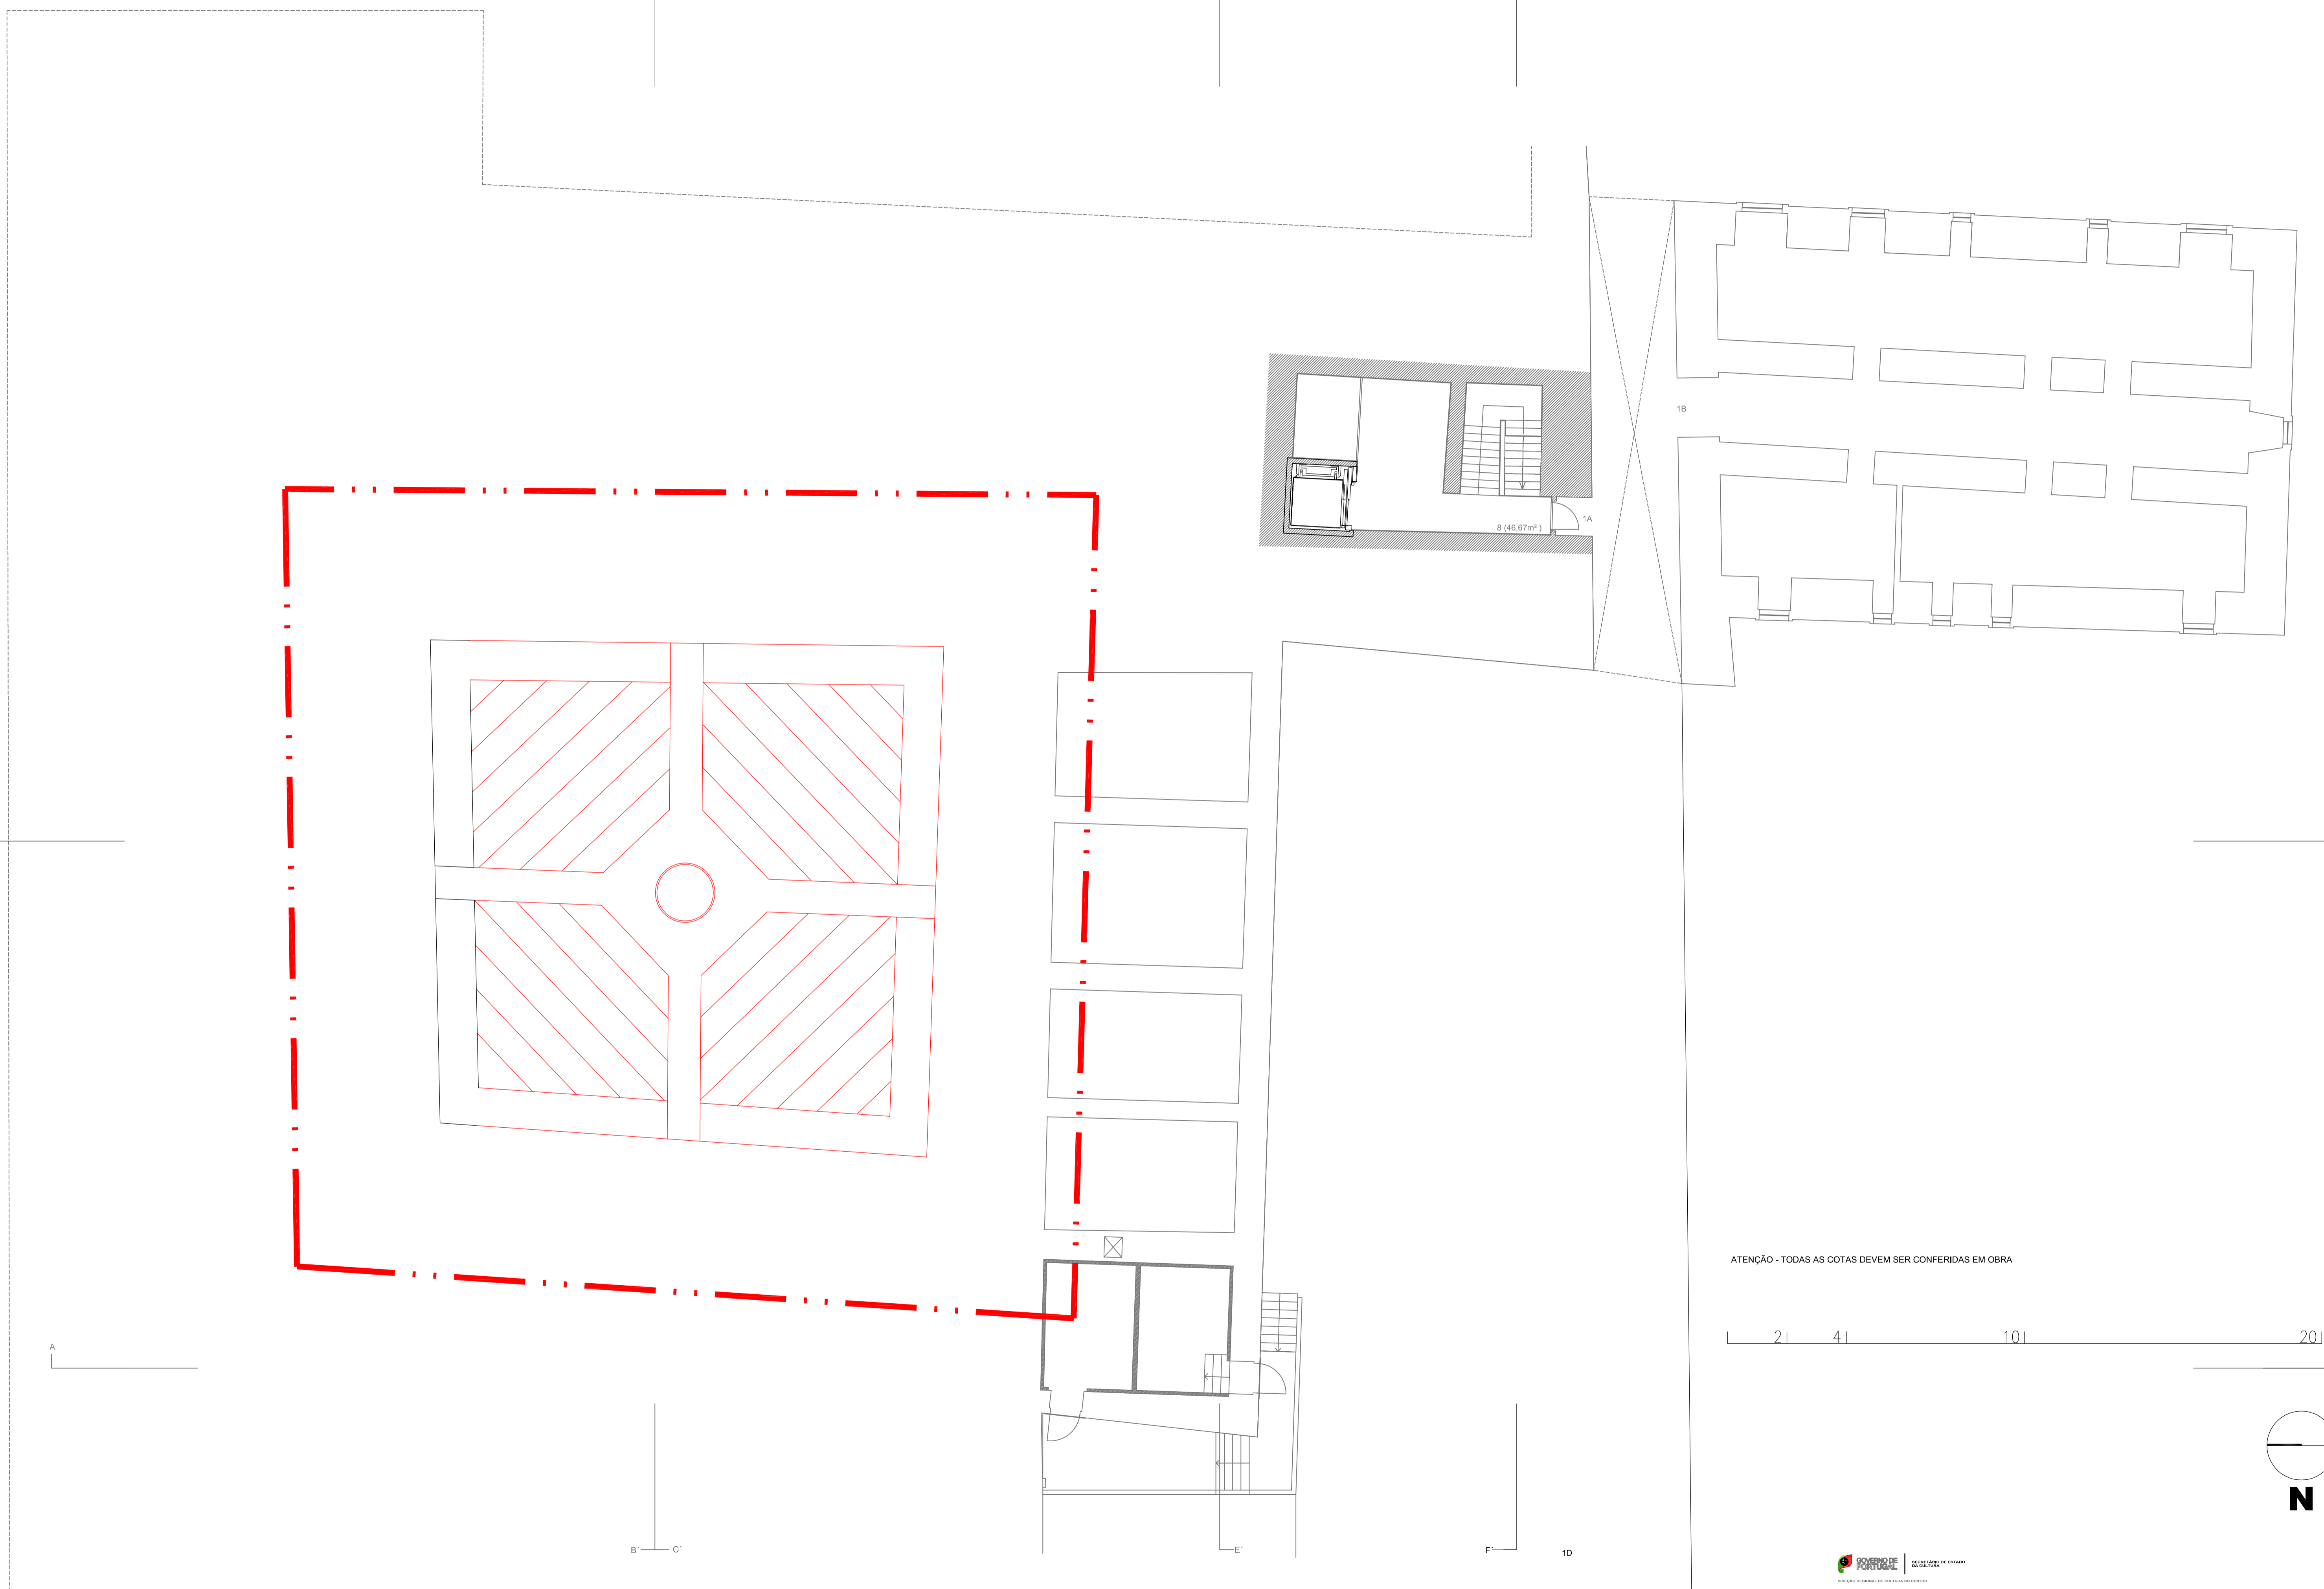 1B
8 (46,67m² )
1A
ATENÇÃO - TODAS AS COTAS DEVEM SER CONFERIDAS EM OBRA
2 4 10 20
A
N
B´ C´ E´ F´ 1D
GOVERNO DE
PORTUGAL
SECRETÁRIO DE ESTADO
DA CULTURA
DIREÇÃO REGIONAL DE CULTURA DO CENTRO